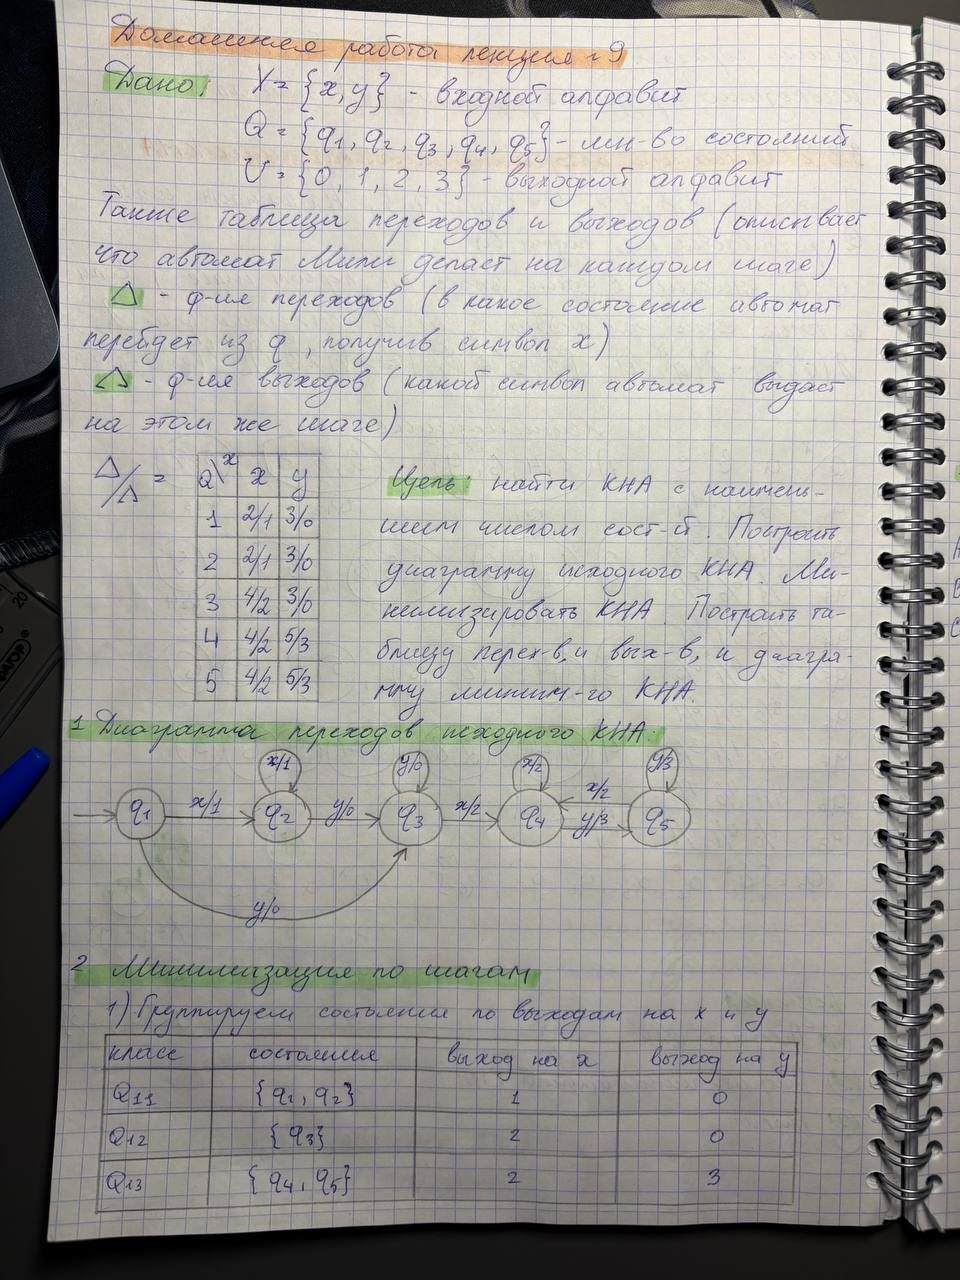 Домашняя работа лекция 9
Дано: X = {x, y} - входной алфавит
Q = {q1, q2, q3, q4, q5} - мн-во состояний
V = {0, 1, 2, 3} - выходной алфавит
Также таблица переходов и выходов (описывает
что автомат Мили делает на каждом шаге)
Δ - ф-ия переходов (в какое состояние автомат
перейдет из q, получив символ x)
Δ - ф-ия выходов (какой символ автомат выдаст
на этом же шаге)
Δ/Δ =
Q\x x y
1 2/1 3/0
2 2/1 3/0
3 4/2 3/0
4 4/2 5/3
5 4/2 5/3
Цель: найти КНА с наимень-
шим числом сост-й. Построить
диаграмму исходного КНА. Ми-
нимизировать КНА. Построить та-
блицу перех-в, и вых-в, и диагра-
мму миним-го КНА.
1 Диаграмма переходов исходного КНА:
x/1 y/0 x/2 y/3
q1 x/1 q2 y/0 q3 x/2 q4 x/2 y/3 q5
y/0
2 Минимизация по шагам
1) Группируем состояния по выходам на x и y
класс состояния выход на x выход на y
Q11 {q1, q2} 1 0
Q12 {q3} 2 0
Q13 {q4, q5} 2 3
20